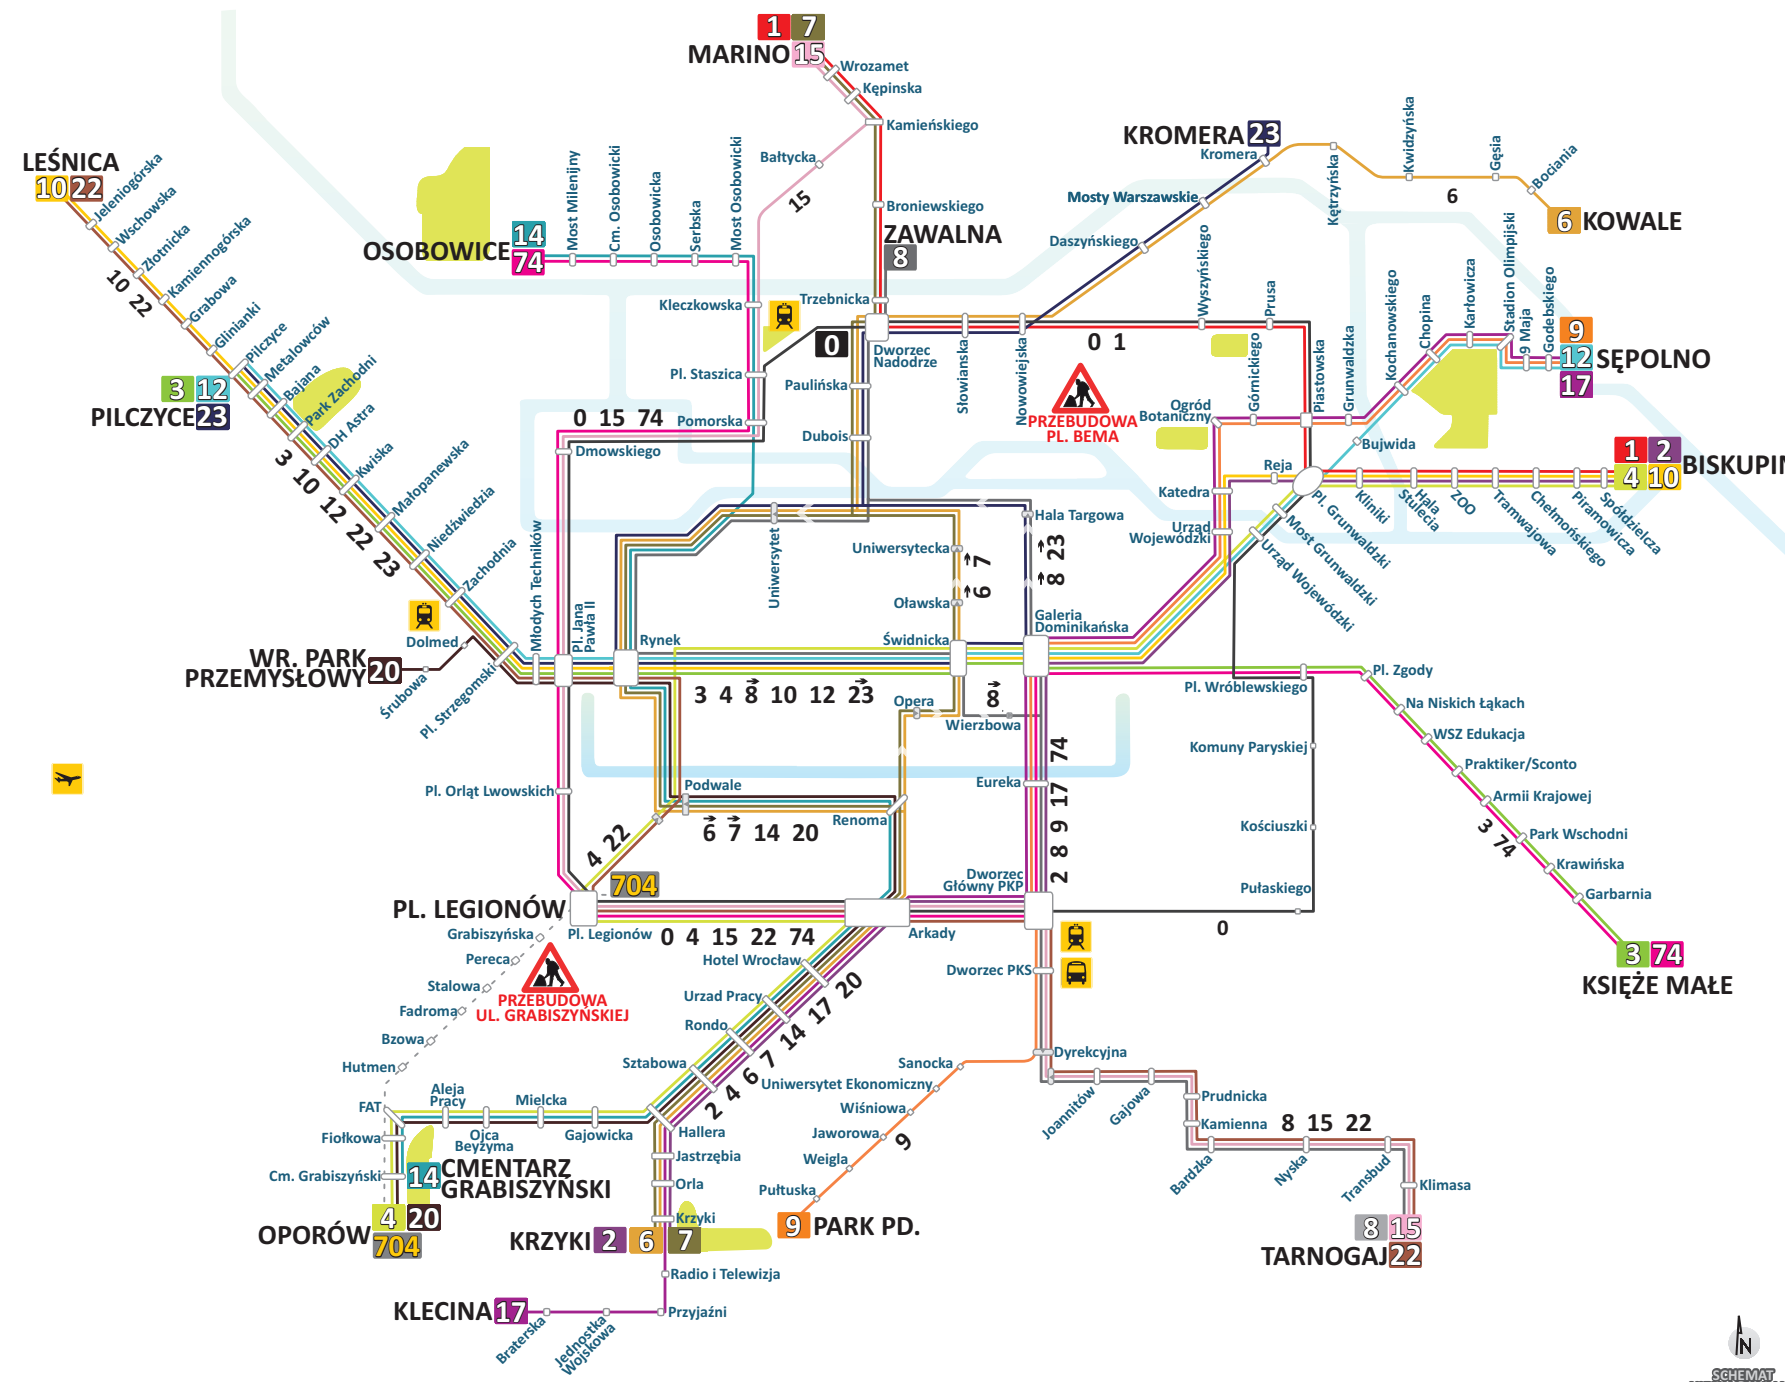 1 7
MARINO 15
Wrozamet
Kępinska
Kamieńskiego
Bałtycka
15
Broniewskiego
ZAWALNA
8
Trzebnicka
KROMERA 23
Kromera
Mosty Warszawskie
Daszyńskiego
Kętrzyńska
Kwidzyńska
Gęsia
Bociania
6
6 KOWALE
LEŚNICA
10 22
Jeleniogórska
Wschowska
Złotnicka
Kamiennogórska
Grabowa
Glinianki
Pilczyce
Metalowców
Bajana
Park Zachodni
DH Astra
Kwiska
Małopanewska
Niedźwiedzia
Zachodnia
10 22
3 12
PILCZYCE 23
3 10 12 22 23
OSOBOWICE 14
74
Most Milenijny
Cm. Osobowicki
Osobowicka
Serbska
Most Osobowicki
Kleczkowska
Pl. Staszica
0 15 74
Pomorska
Dmowskiego
0
Dworzec
Nadodrze
Paulińska
Dubois
Słowianska
Nowowiejska
0 1
PRZEBUDOWA
PL. BEMA
Wyszyńskiego
Prusa
Ogród
Botaniczny
Górnickiego
Piastowska
Grunwaldzka
Kochanowskiego
Chopina
Karłowicza
Stadion Olimpijski
9 Maja
Godebskiego
9
12 SĘPOLNO
17
Bujwida
1 2
4 10
BISKUPIN
Reja
Katedra
Urząd
Wojewódzki
Pl. Grunwaldzki
Most Grunwaldzki
Urząd Wojewódzki
Kliniki
Hala
Stulecia
ZOO
Tramwajowa
Chełmońskiego
Piramowicza
Spółdzielcza
Dolmed
WR. PARK
PRZEMYSŁOWY 20
Śrubowa
Pl. Strzegomski
Młodych Techników
Pl. Jana
Pawła II
Rynek
Uniwersytet
Uniwersytecka
Oławska
Świdnicka
6 7
Hala Targowa
8 23
Galeria
Dominikańska
3 4 8 10 12 23
8
Opera
Wierzbowa
Pl. Orląt Lwowskich
Podwale
Renoma
6 7 14 20
4 22
Eureka
2 8 9 17 74
Pl. Wróblewskiego
Komuny Paryskiej
Kościuszki
Pułaskiego
0
Pl. Zgody
Na Niskich Łąkach
WSZ Edukacja
Praktiker/Sconto
Armii Krajowej
Park Wschodni
Krawińska
Garbarnia
3 74
3 74
KSIĘŻE MAŁE
704
PL. LEGIONÓW
Pl. Legionów
0 4 15 22 74
Arkady
Dworzec
Główny PKP
Dworzec PKS
Grabiszyńska
Pereca
Stalowa
Fadroma
Bzowa
Hutmen
PRZEBUDOWA
UL. GRABISZYŃSKIEJ
Hotel Wrocław
Urzad Pracy
Rondo
Sztabowa
2 4 6 7 14 17 20
FAT
Aleja
Pracy
Ojca
Beyzyma
Mielcka
Gajowicka
Hallera
Fiołkowa
Cm. Grabiszyński
14 CMENTARZ
GRABISZYŃSKI
4 20
OPORÓW
704
Jastrzębia
Orla
Krzyki
KRZYKI 2 6 7
Radio i Telewizja
Przyjaźni
KLECINA 17
Braterska
Jednostka
Wojskowa
Dyrekcyjna
Sanocka
Uniwersytet Ekonomiczny
Wiśniowa
Jaworowa
Weigla
Pułtuska
9
9 PARK PD.
Joannitów
Gajowa
Prudnicka
Kamienna
8 15 22
Bardzka
Nyska
Transbud
Klimasa
8 15
TARNOGAJ 22
N
SCHEMAT